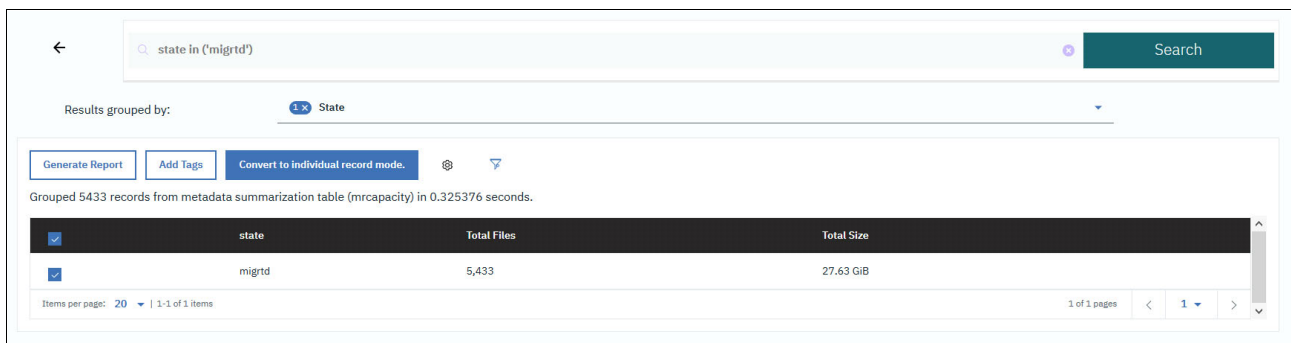 state in ('migrtd')
Search
Results grouped by:
1 × State
Generate Report
Add Tags
Convert to individual record mode.
Grouped 5433 records from metadata summarization table (mrcapacity) in 0.325376 seconds.
state Total Files Total Size
migrtd 5,433 27.63 GiB
Items per page: 20 | 1-1 of 1 items 1 of 1 pages 1